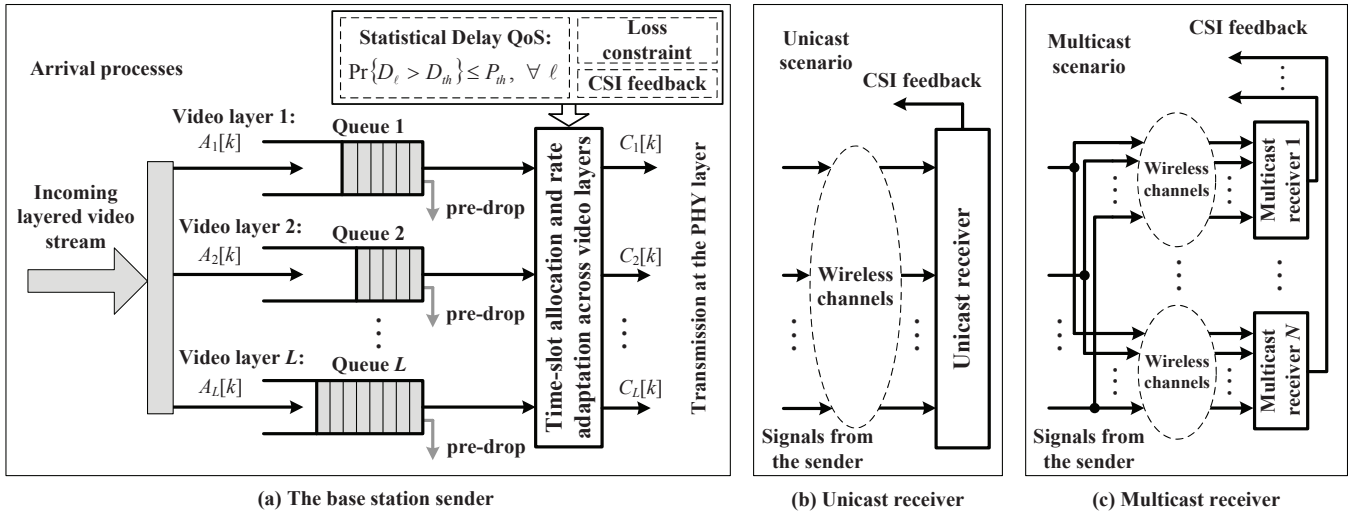 Arrival processes
Statistical Delay QoS:
Pr{D_ℓ > D_th} ≤ P_th, ∀ ℓ
Loss
constraint
CSI feedback
Incoming
layered video
stream
Video layer 1:
A_1[k]
Queue 1
pre-drop
Video layer 2:
A_2[k]
Queue 2
pre-drop
Video layer L:
A_L[k]
Queue L
pre-drop
Time-slot allocation and rate
adaptation across video layers
C_1[k]
C_2[k]
C_L[k]
Transmission at the PHY layer
(a) The base station sender
Unicast
scenario
CSI feedback
Wireless
channels
Unicast receiver
Signals from
the sender
(b) Unicast receiver
Multicast
scenario
CSI feedback
Wireless
channels
Multicast
receiver 1
Wireless
channels
Multicast
receiver N
Signals from
the sender
(c) Multicast receiver